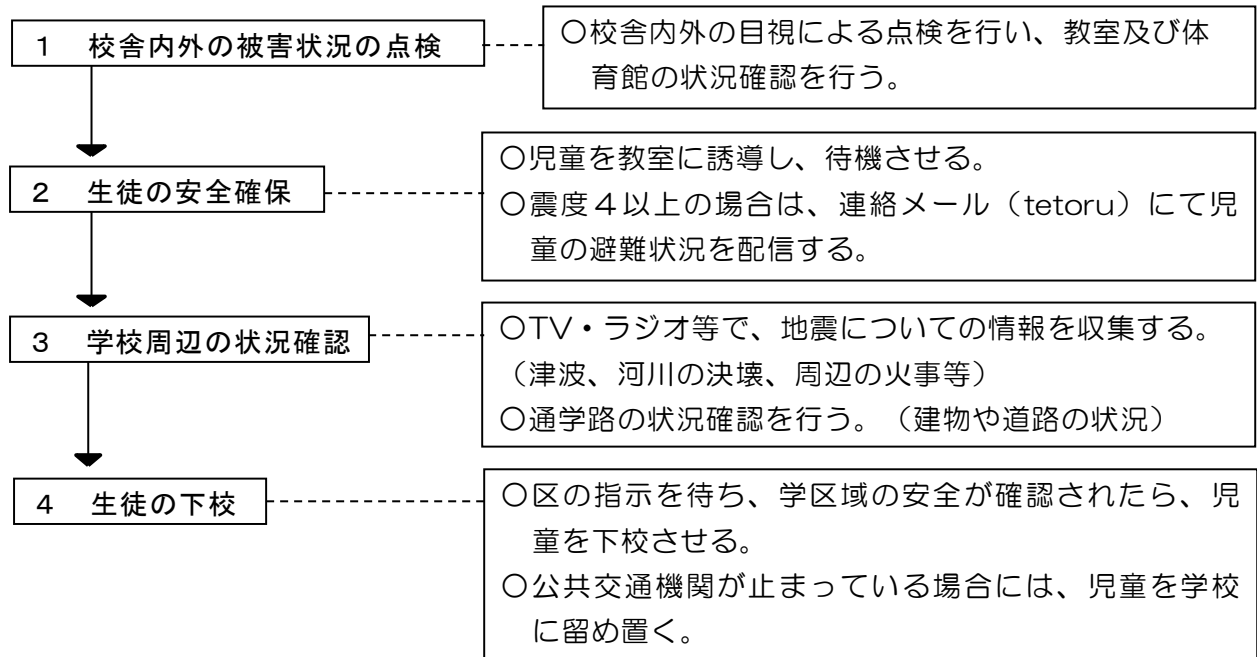 １　校舎内外の被害状況の点検
〇校舎内外の目視による点検を行い、教室及び体
育館の状況確認を行う。
２　生徒の安全確保
〇児童を教室に誘導し、待機させる。
〇震度４以上の場合は、連絡メール（tetoru）にて児
童の避難状況を配信する。
３　学校周辺の状況確認
〇TV・ラジオ等で、地震についての情報を収集する。
（津波、河川の決壊、周辺の火事等）
〇通学路の状況確認を行う。（建物や道路の状況）
４　生徒の下校
〇区の指示を待ち、学区域の安全が確認されたら、児
童を下校させる。
〇公共交通機関が止まっている場合には、児童を学校
に留め置く。